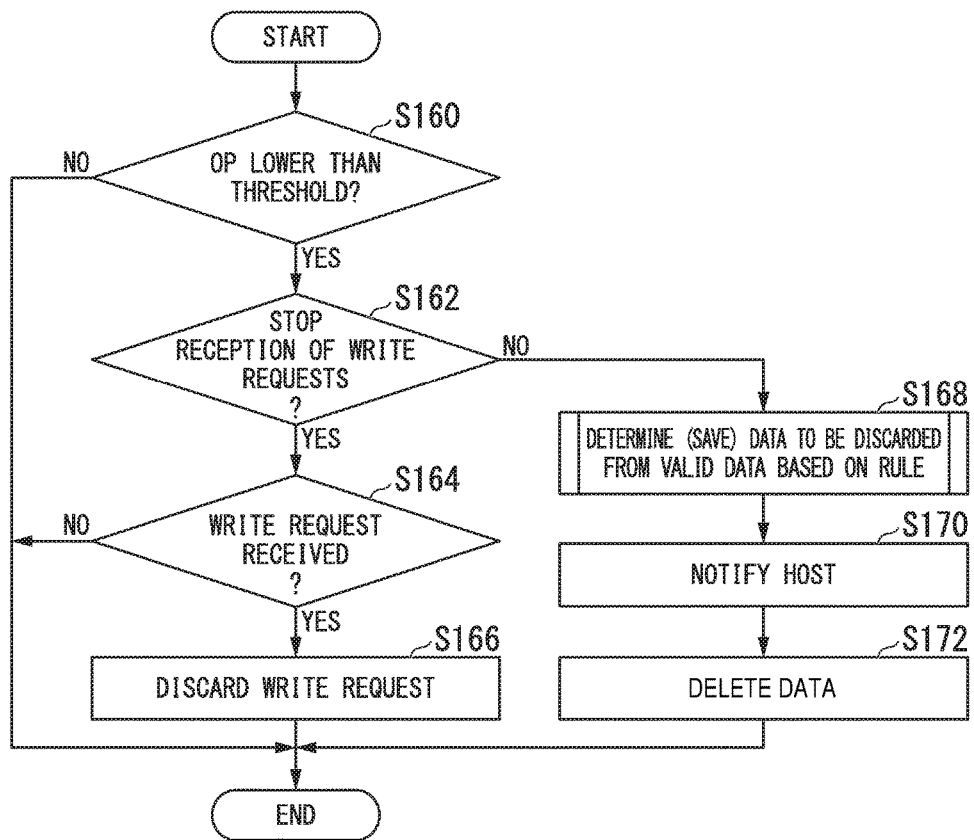 START
S160
NO
OP LOWER THAN
THRESHOLD?
YES
S162
STOP
RECEPTION OF WRITE
REQUESTS
?
NO
YES
S168
DETERMINE (SAVE) DATA TO BE DISCARDED
FROM VALID DATA BASED ON RULE
S164
NO
WRITE REQUEST
RECEIVED
?
YES
S170
NOTIFY HOST
S166
DISCARD WRITE REQUEST
S172
DELETE DATA
END